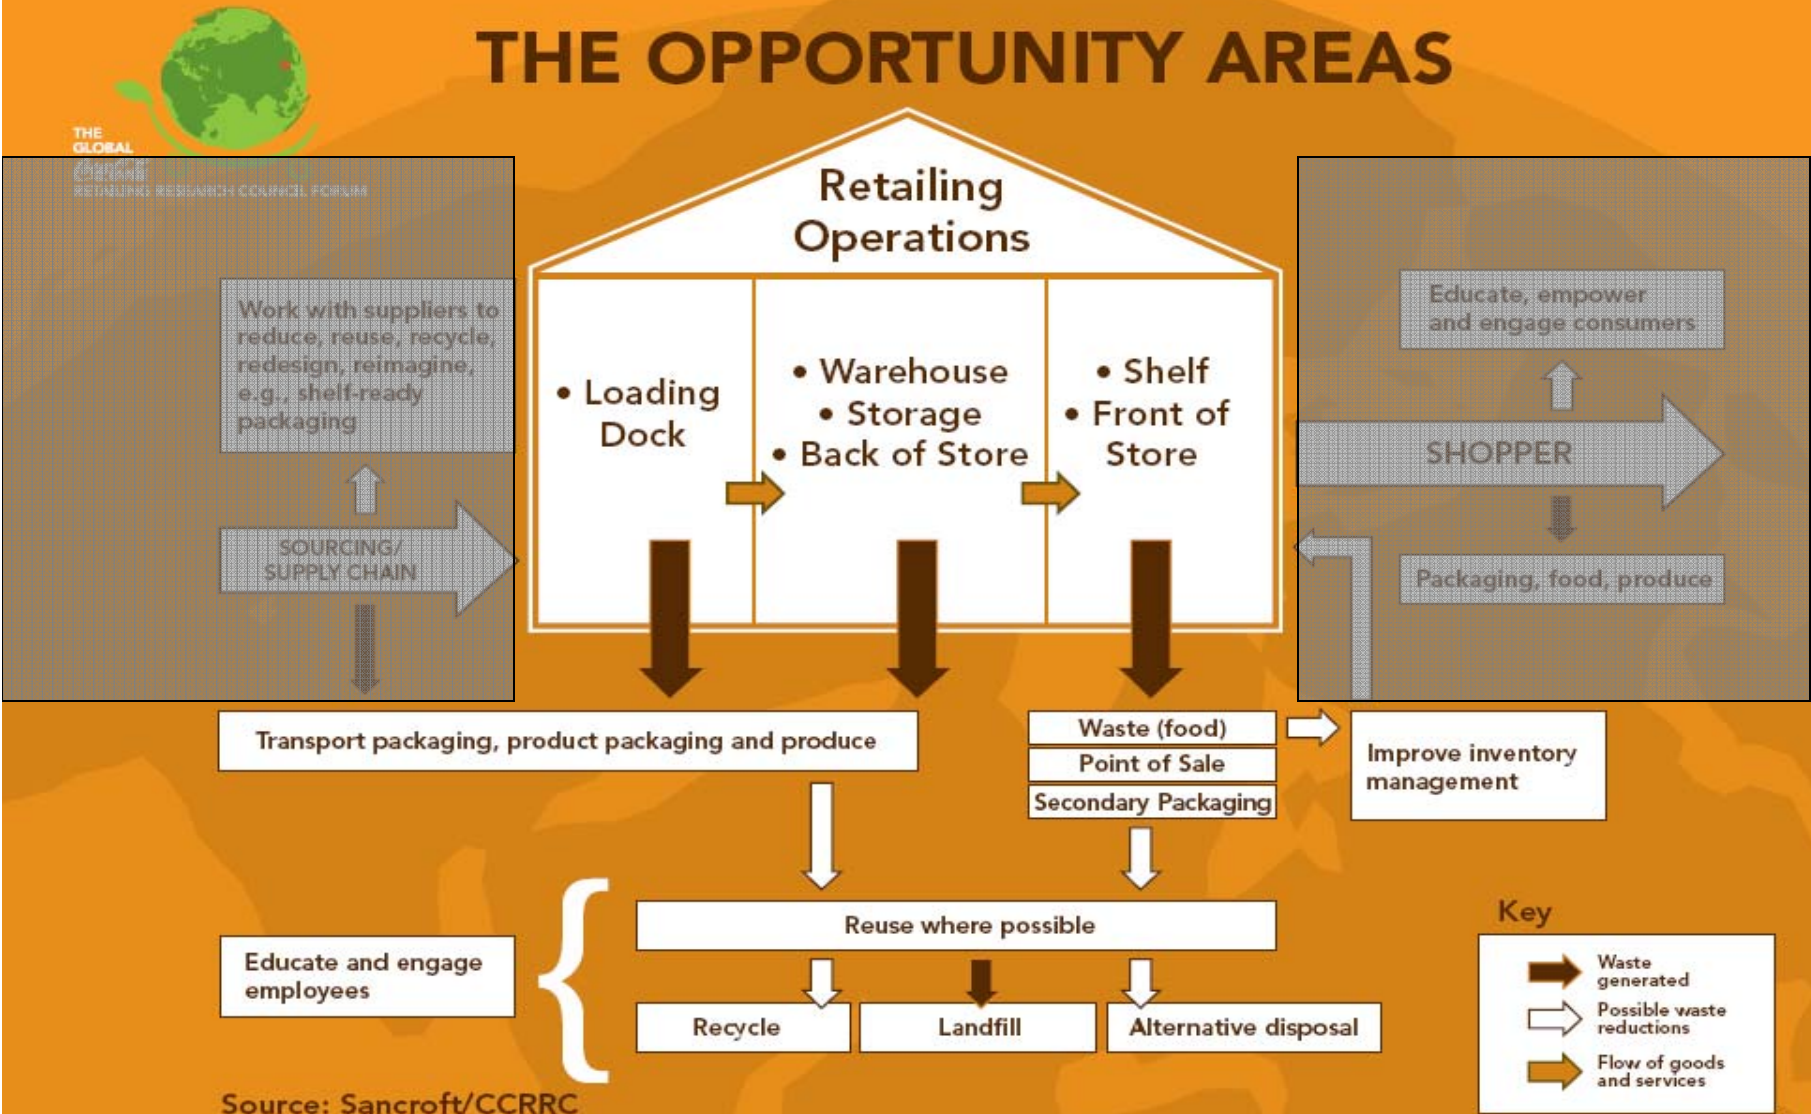 THE OPPORTUNITY AREAS
THE
GLOBAL
RETAILING RESEARCH COUNCIL FORUM
Retailing
Operations
Work with suppliers to
reduce, reuse, recycle,
redesign, reimagine,
e.g., shelf-ready
packaging
SOURCING/
SUPPLY CHAIN
• Loading
Dock
• Warehouse
• Storage
• Back of Store
• Shelf
• Front of
Store
Educate, empower
and engage consumers
SHOPPER
Packaging, food, produce
Transport packaging, product packaging and produce
Waste (food)
Point of Sale
Secondary Packaging
Improve inventory
management
Reuse where possible
Educate and engage
employees
Recycle
Landfill
Alternative disposal
Key
Waste
generated
Possible waste
reductions
Flow of goods
and services
Source: Sancroft/CCRRC